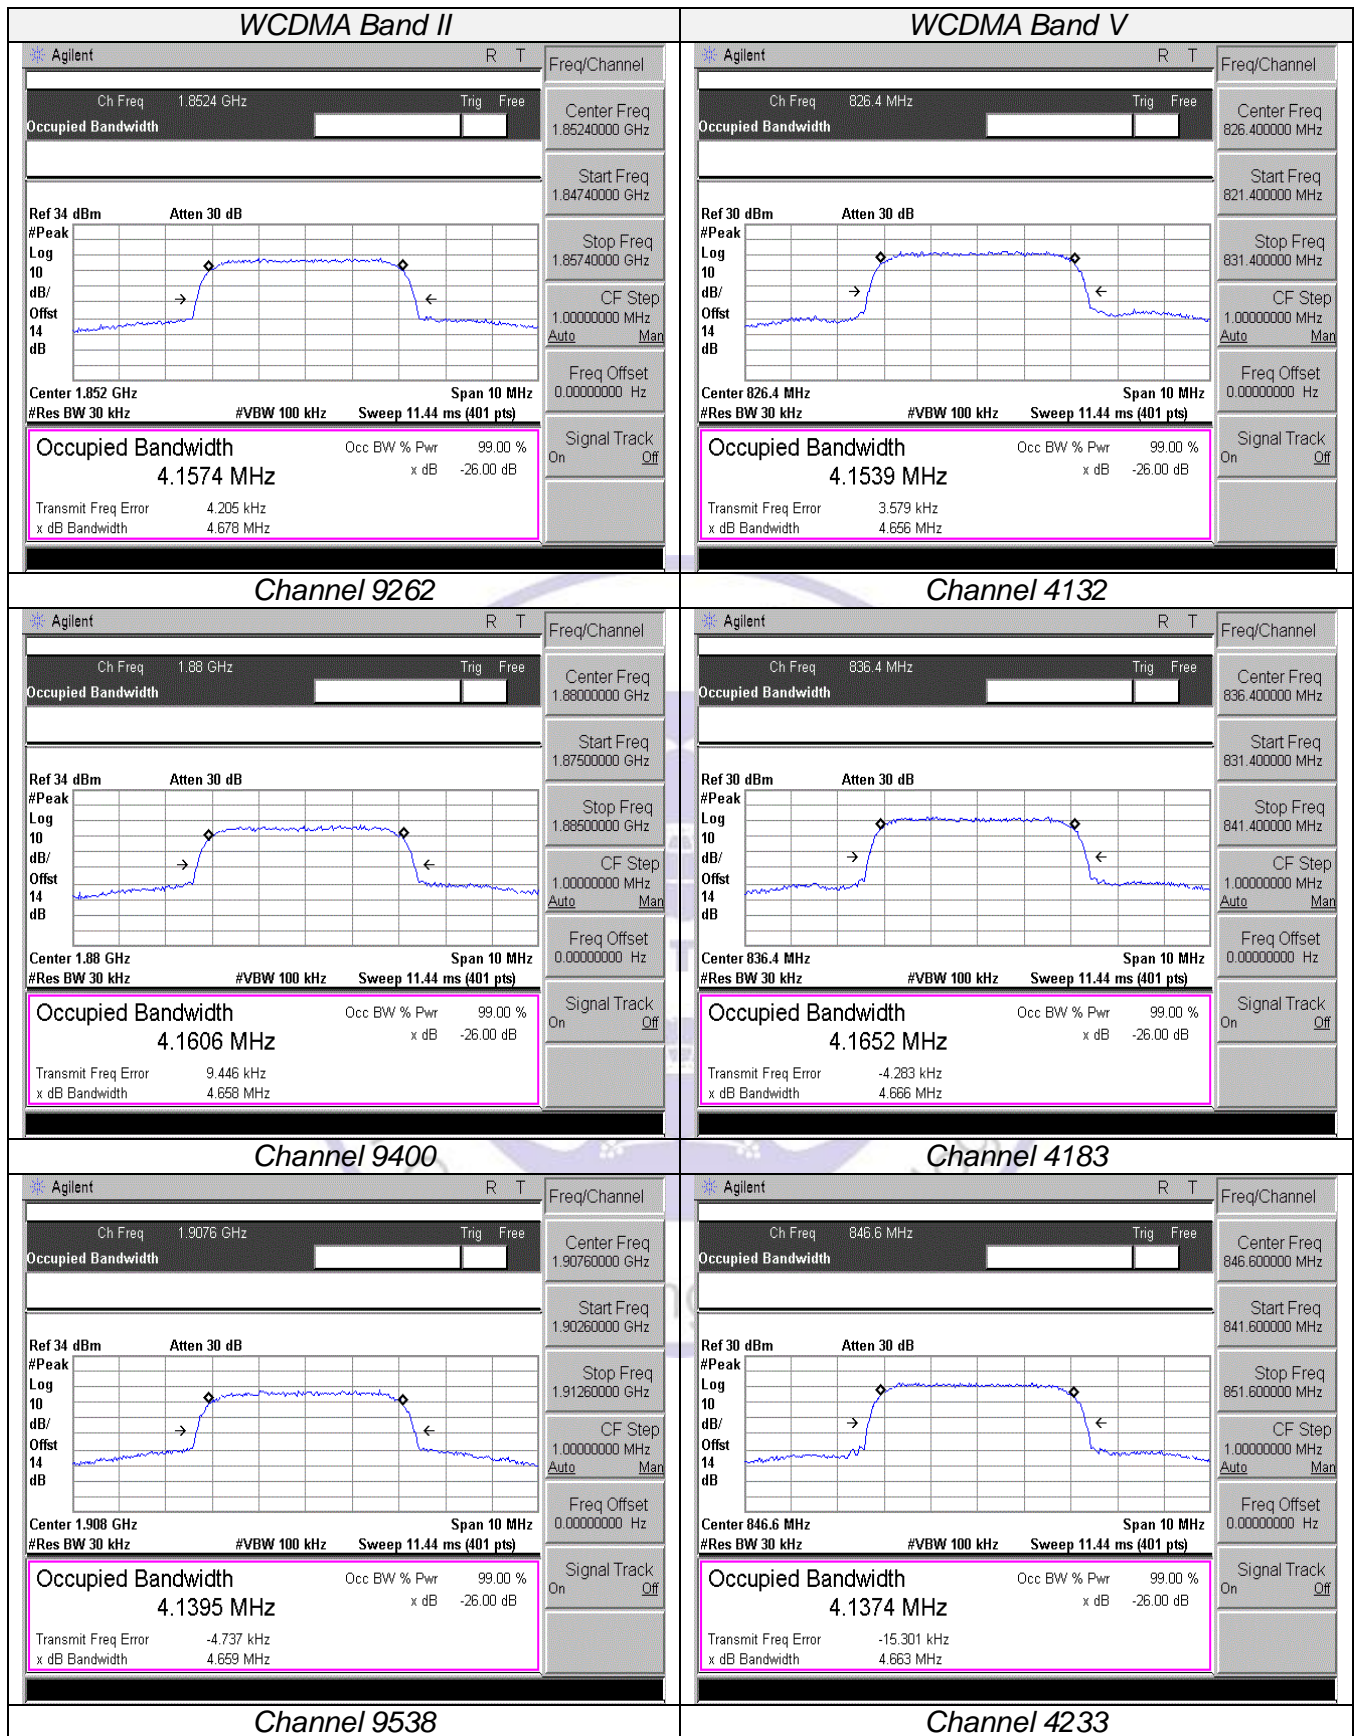 WCDMA Band II
WCDMA Band V
Agilent R T
Freq/Channel
Ch Freq 1.8524 GHz Trig Free
Occupied Bandwidth
Center Freq
1.85240000 GHz
Start Freq
1.84740000 GHz
Stop Freq
1.85740000 GHz
CF Step
1.00000000 MHz
Auto Man
Freq Offset
0.00000000 Hz
Signal Track
On Off
Ref 34 dBm Atten 30 dB
#Peak
Log
10
dB/
Offst
14
dB
Center 1.852 GHz Span 10 MHz
#Res BW 30 kHz #VBW 100 kHz Sweep 11.44 ms (401 pts)
Occupied Bandwidth Occ BW % Pwr 99.00 %
4.1574 MHz x dB -26.00 dB
Transmit Freq Error 4.205 kHz
x dB Bandwidth 4.678 MHz
Agilent R T
Freq/Channel
Ch Freq 826.4 MHz Trig Free
Occupied Bandwidth
Center Freq
826.400000 MHz
Start Freq
821.400000 MHz
Stop Freq
831.400000 MHz
CF Step
1.00000000 MHz
Auto Man
Freq Offset
0.00000000 Hz
Signal Track
On Off
Ref 30 dBm Atten 30 dB
#Peak
Log
10
dB/
Offst
14
dB
Center 826.4 MHz Span 10 MHz
#Res BW 30 kHz #VBW 100 kHz Sweep 11.44 ms (401 pts)
Occupied Bandwidth Occ BW % Pwr 99.00 %
4.1539 MHz x dB -26.00 dB
Transmit Freq Error 3.579 kHz
x dB Bandwidth 4.656 MHz
Channel 9262
Channel 4132
Agilent R T
Freq/Channel
Ch Freq 1.88 GHz Trig Free
Occupied Bandwidth
Center Freq
1.88000000 GHz
Start Freq
1.87500000 GHz
Stop Freq
1.88500000 GHz
CF Step
1.00000000 MHz
Auto Man
Freq Offset
0.00000000 Hz
Signal Track
On Off
Ref 34 dBm Atten 30 dB
#Peak
Log
10
dB/
Offst
14
dB
Center 1.88 GHz Span 10 MHz
#Res BW 30 kHz #VBW 100 kHz Sweep 11.44 ms (401 pts)
Occupied Bandwidth Occ BW % Pwr 99.00 %
4.1606 MHz x dB -26.00 dB
Transmit Freq Error 9.446 kHz
x dB Bandwidth 4.658 MHz
Agilent R T
Freq/Channel
Ch Freq 836.4 MHz Trig Free
Occupied Bandwidth
Center Freq
836.400000 MHz
Start Freq
831.400000 MHz
Stop Freq
841.400000 MHz
CF Step
1.00000000 MHz
Auto Man
Freq Offset
0.00000000 Hz
Signal Track
On Off
Ref 30 dBm Atten 30 dB
#Peak
Log
10
dB/
Offst
14
dB
Center 836.4 MHz Span 10 MHz
#Res BW 30 kHz #VBW 100 kHz Sweep 11.44 ms (401 pts)
Occupied Bandwidth Occ BW % Pwr 99.00 %
4.1652 MHz x dB -26.00 dB
Transmit Freq Error -4.283 kHz
x dB Bandwidth 4.666 MHz
Channel 9400
Channel 4183
Agilent R T
Freq/Channel
Ch Freq 1.9076 GHz Trig Free
Occupied Bandwidth
Center Freq
1.90760000 GHz
Start Freq
1.90260000 GHz
Stop Freq
1.91260000 GHz
CF Step
1.00000000 MHz
Auto Man
Freq Offset
0.00000000 Hz
Signal Track
On Off
Ref 34 dBm Atten 30 dB
#Peak
Log
10
dB/
Offst
14
dB
Center 1.908 GHz Span 10 MHz
#Res BW 30 kHz #VBW 100 kHz Sweep 11.44 ms (401 pts)
Occupied Bandwidth Occ BW % Pwr 99.00 %
4.1395 MHz x dB -26.00 dB
Transmit Freq Error -4.737 kHz
x dB Bandwidth 4.659 MHz
Agilent R T
Freq/Channel
Ch Freq 846.6 MHz Trig Free
Occupied Bandwidth
Center Freq
846.600000 MHz
Start Freq
841.600000 MHz
Stop Freq
851.600000 MHz
CF Step
1.00000000 MHz
Auto Man
Freq Offset
0.00000000 Hz
Signal Track
On Off
Ref 30 dBm Atten 30 dB
#Peak
Log
10
dB/
Offst
14
dB
Center 846.6 MHz Span 10 MHz
#Res BW 30 kHz #VBW 100 kHz Sweep 11.44 ms (401 pts)
Occupied Bandwidth Occ BW % Pwr 99.00 %
4.1374 MHz x dB -26.00 dB
Transmit Freq Error -15.301 kHz
x dB Bandwidth 4.663 MHz
Channel 9538
Channel 4233